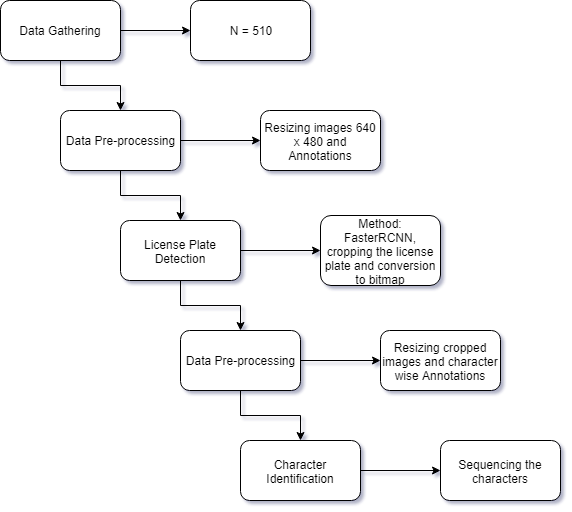 Data Gathering
N = 510
Data Pre-processing
Resizing images 640
x 480 and
Annotations
License Plate
Detection
Method:
FasterRCNN,
cropping the license
plate and conversion
to bitmap
Data Pre-processing
Resizing cropped
images and character
wise Annotations
Character
Identification
Sequencing the
characters